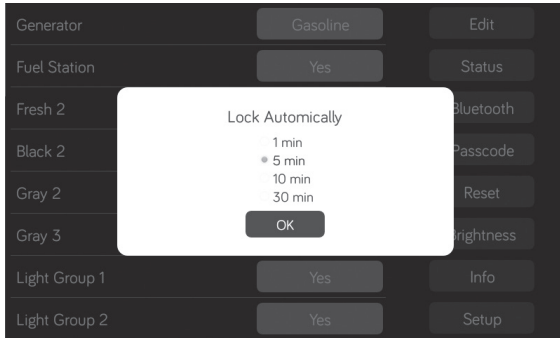 Generator Gasoline Edit
Fuel Station Yes Status
Fresh 2 Bluetooth
Lock Automically
1 min
Black 2 Passcode
5 min
10 min
Gray 2 Reset
30 min
OK
Gray 3 Brightness
Light Group 1 Yes Info
Light Group 2 Yes Setup